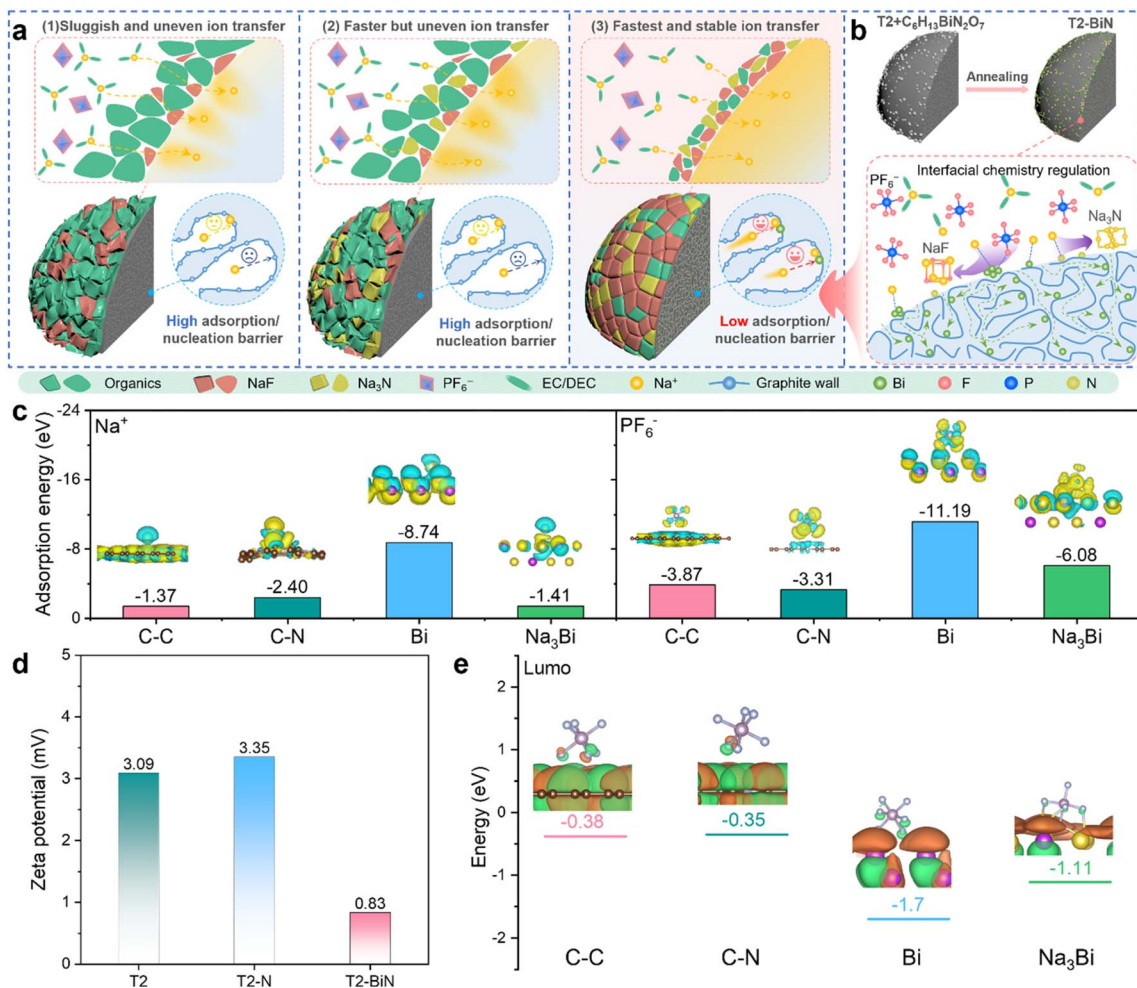 a
(1)Sluggish and uneven ion transfer
(2) Faster but uneven ion transfer
(3) Fastest and stable ion transfer
High adsorption/
nucleation barrier
High adsorption/
nucleation barrier
Low adsorption/
nucleation barrier
b
T2+C₆H₁₃BiN₂O₇
T2-BiN
Annealing
Interfacial chemistry regulation
PF₆⁻
NaF
Na₃N
Organics
NaF
Na₃N
PF₆⁻
EC/DEC
Na⁺
Graphite wall
Bi
F
P
N
c
Adsorption energy (eV)
-24
-16
-8
0
Na⁺
-1.37
-2.40
-8.74
-1.41
C-C
C-N
Bi
Na₃Bi
PF₆⁻
-3.87
-3.31
-11.19
-6.08
C-C
C-N
Bi
Na₃Bi
d
Zeta potential (mV)
5
4
3
2
1
0
3.09
3.35
0.83
T2
T2-N
T2-BiN
e
Lumo
Energy (eV)
2
1
0
-1
-2
-0.38
-0.35
-1.7
-1.11
C-C
C-N
Bi
Na₃Bi